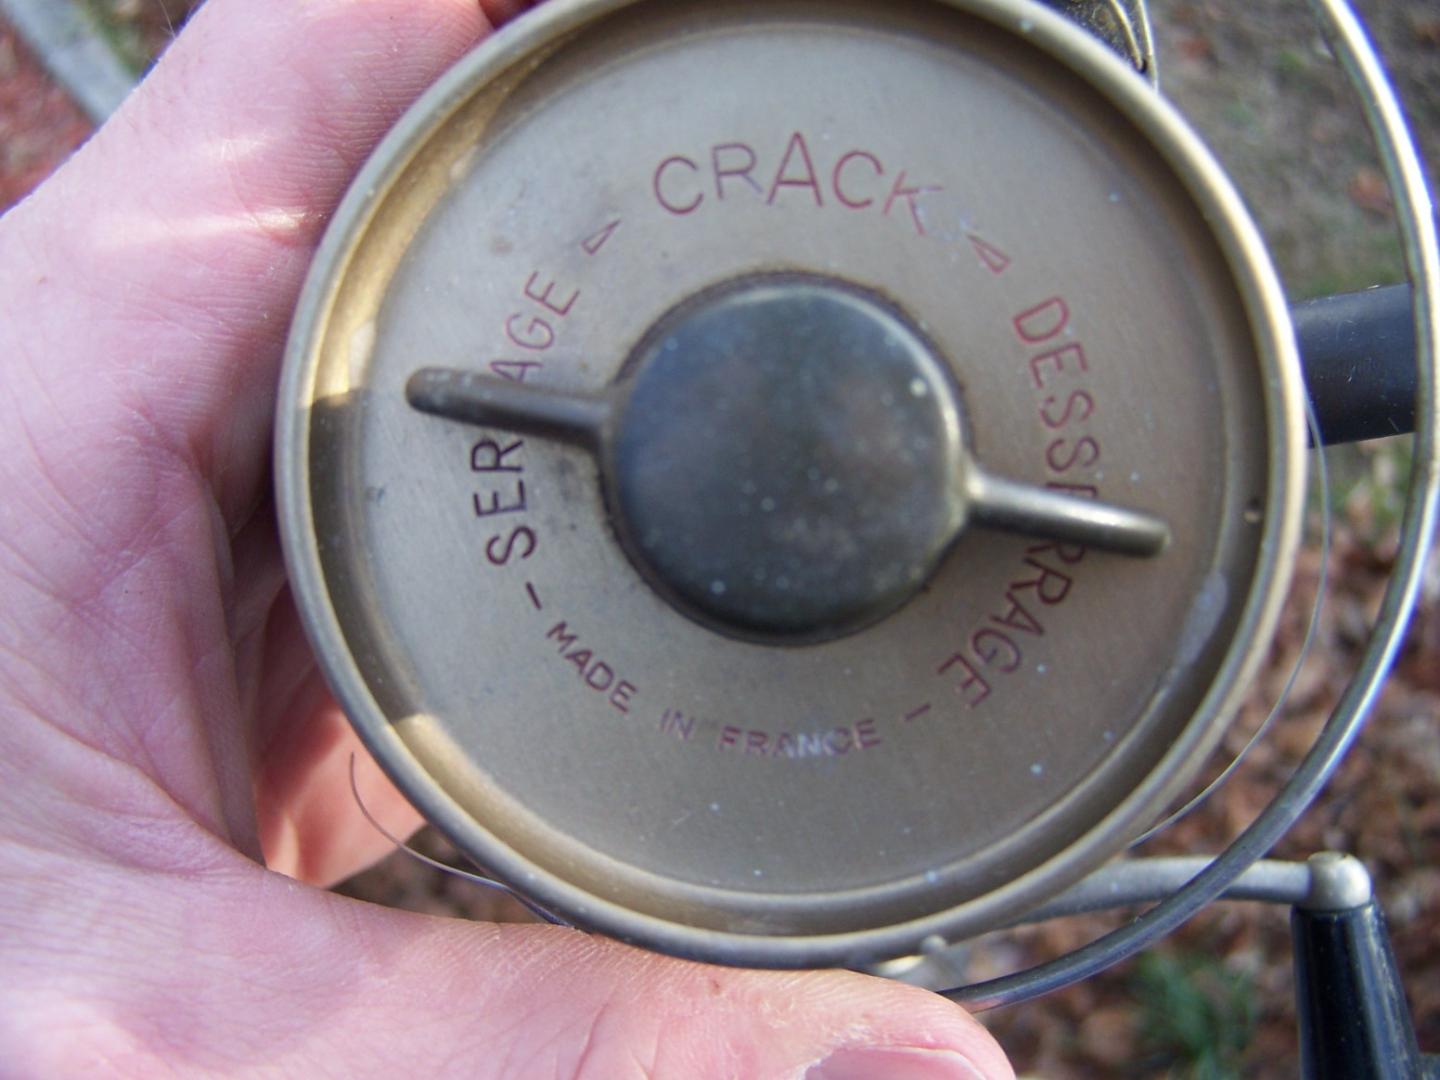 CRACK
SERRAGE
DESSERRAGE
- MADE IN FRANCE -